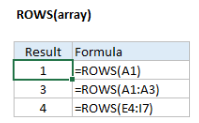 ROWS(array)
Result Formula
1 =ROWS(A1)
3 =ROWS(A1:A3)
4 =ROWS(E4:I7)